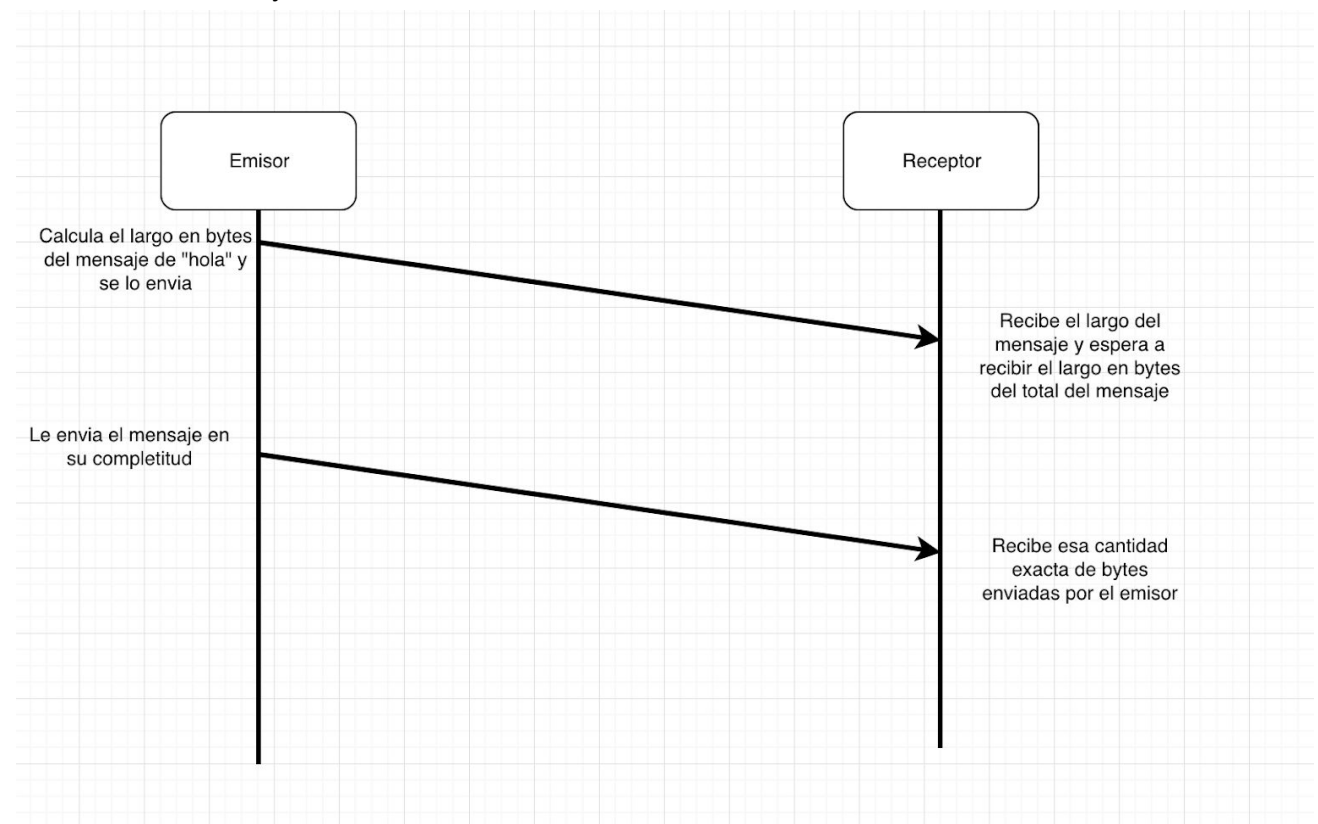 Emisor
Receptor
Calcula el largo en bytes
del mensaje de "hola" y
se lo envia
Recibe el largo del
mensaje y espera a
recibir el largo en bytes
del total del mensaje
Le envia el mensaje en
su completitud
Recibe esa cantidad
exacta de bytes
enviadas por el emisor